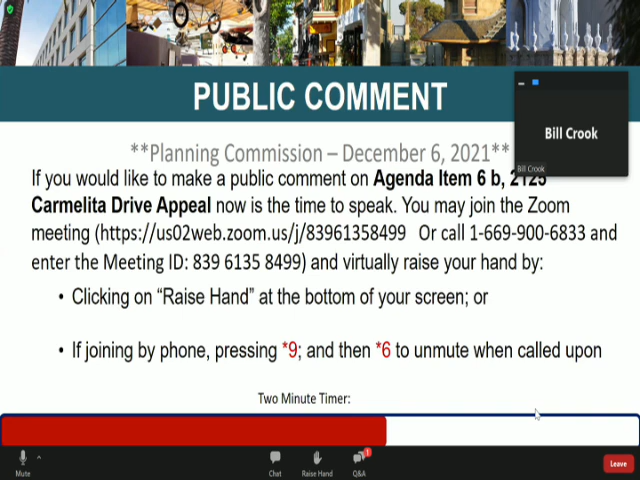 PUBLIC COMMENT
Bill Crook
Bill Crook
**Planning Commission – December 6, 2021**
If you would like to make a public comment on Agenda Item 6 b, 2125
Carmelita Drive Appeal now is the time to speak. You may join the Zoom
meeting (https://us02web.zoom.us/j/83961358499 Or call 1-669-900-6833 and
enter the Meeting ID: 839 6135 8499) and virtually raise your hand by:
• Clicking on “Raise Hand” at the bottom of your screen; or
• If joining by phone, pressing *9; and then *6 to unmute when called upon
Two Minute Timer:
Mute
Chat
Raise Hand
1
Q&A
Leave